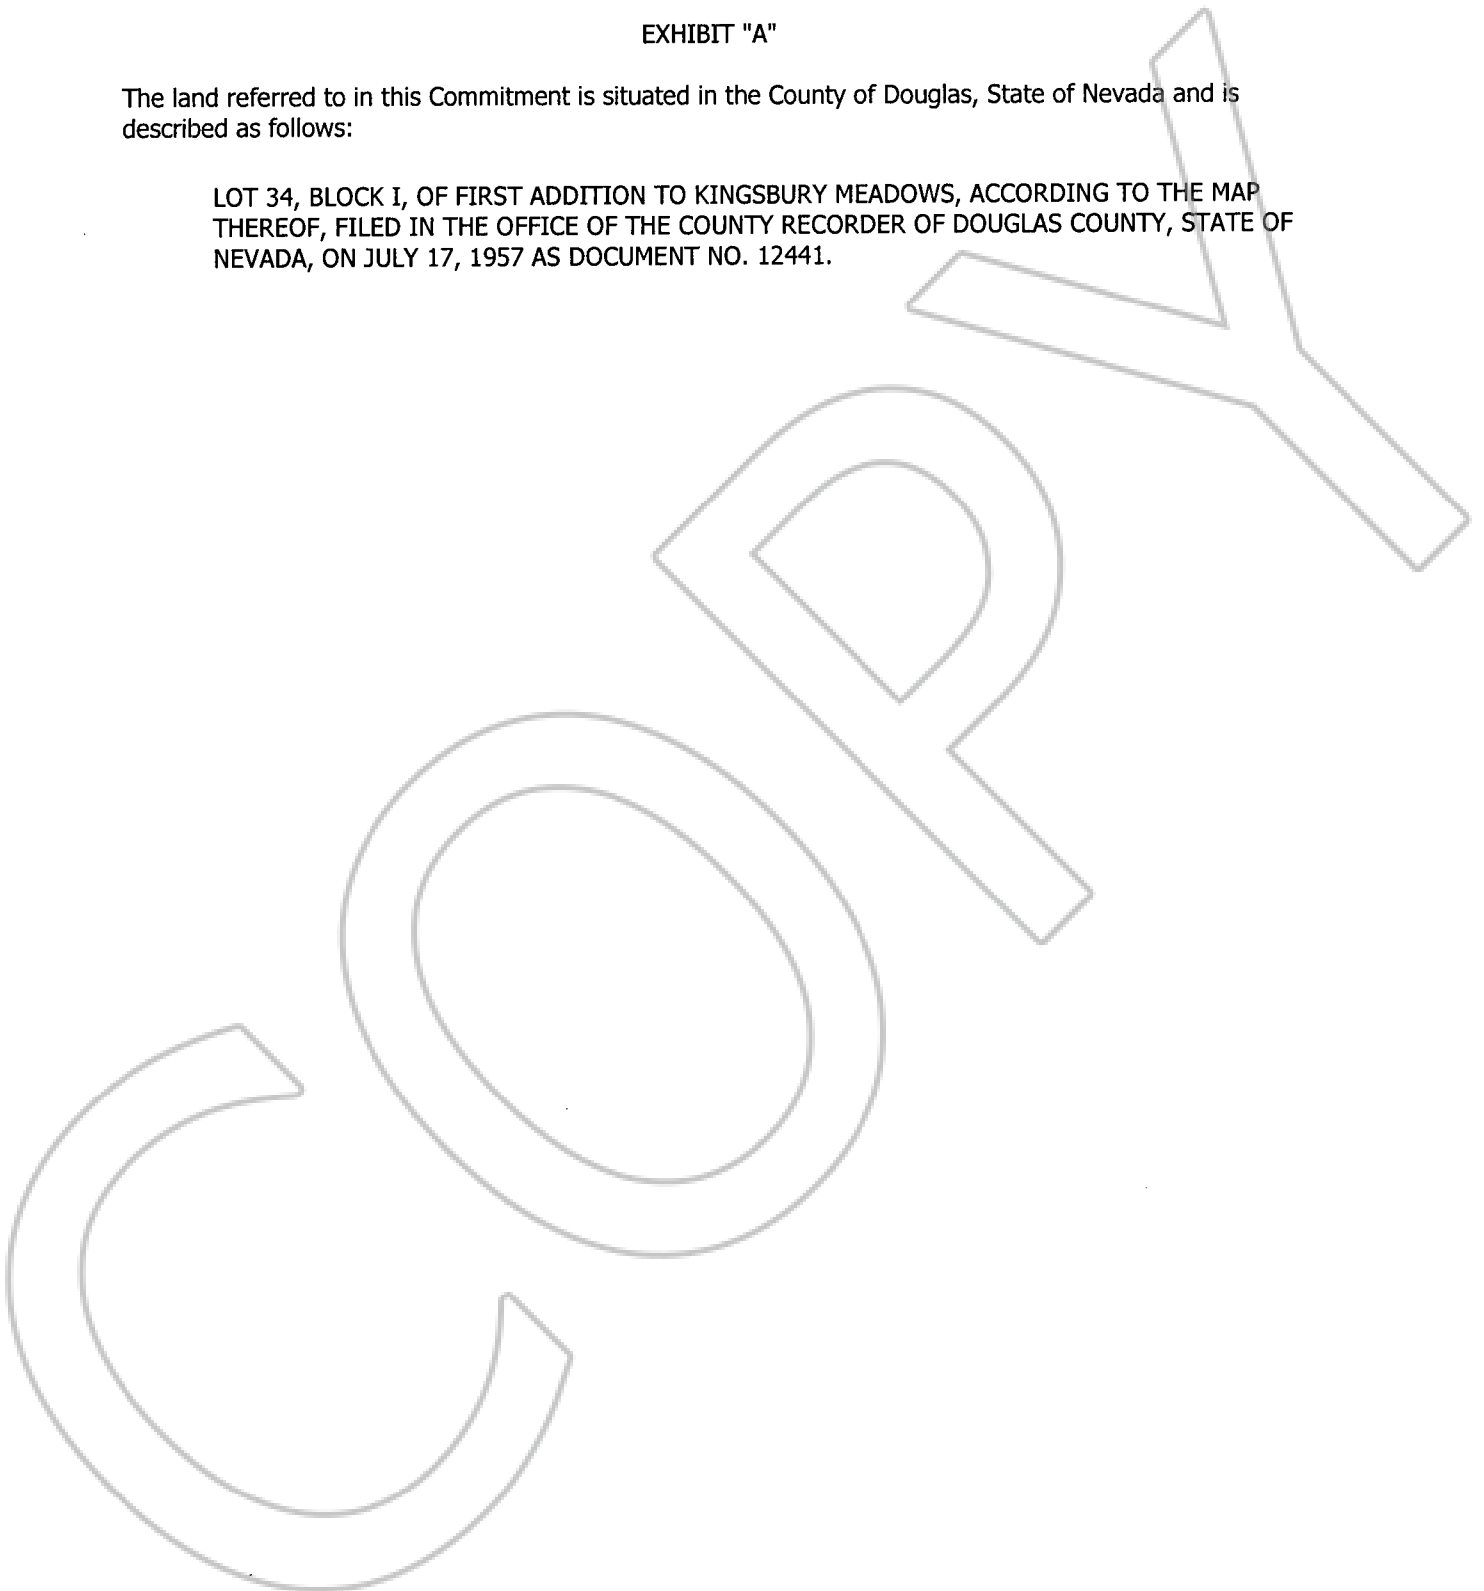 EXHIBIT "A"
The land referred to in this Commitment is situated in the County of Douglas, State of Nevada and is
described as follows:
LOT 34, BLOCK I, OF FIRST ADDITION TO KINGSBURY MEADOWS, ACCORDING TO THE MAP
THEREOF, FILED IN THE OFFICE OF THE COUNTY RECORDER OF DOUGLAS COUNTY, STATE OF
NEVADA, ON JULY 17, 1957 AS DOCUMENT NO. 12441.
COPY